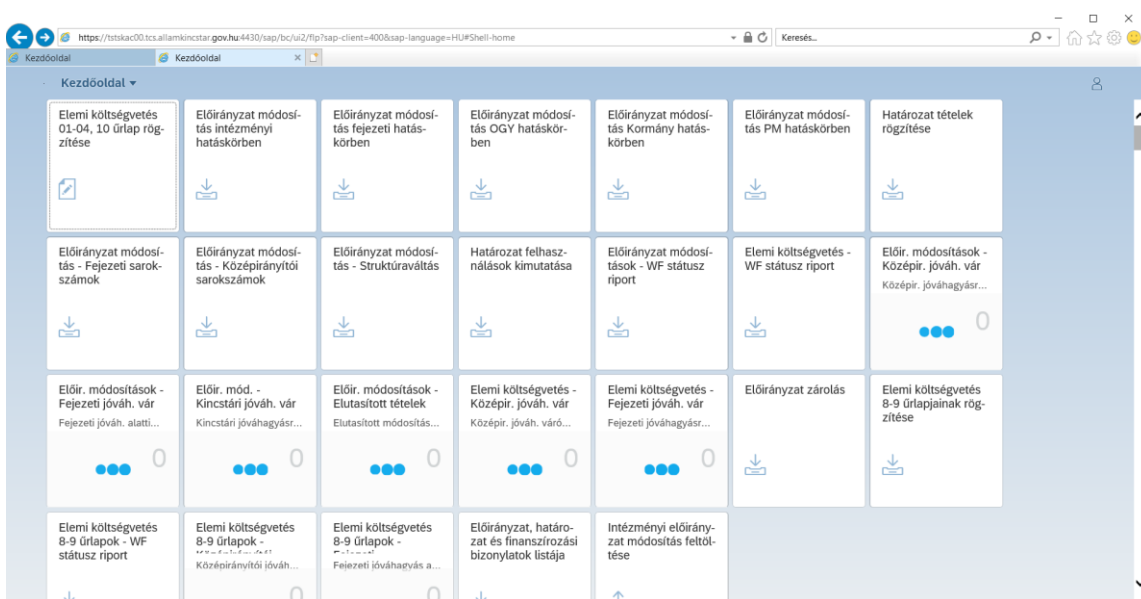 https://tstskac00.tcs.allamkincstar.gov.hu:4430/sap/bc/ui2/flp?sap-client=400&sap-language=HU#Shell-home
Keresés...
Kezdőoldal
Kezdőoldal
Kezdőoldal
Elemi költségvetés
01-04, 10 űrlap rög-
zítése
Előirányzat módosí-
tás intézményi
hatáskörben
Előirányzat módosí-
tás fejezeti hatás-
körben
Előirányzat módosí-
tás OGY hatáskör-
ben
Előirányzat módosí-
tás Kormány hatás-
körben
Előirányzat módosí-
tás PM hatáskörben
Határozat tételek
rögzítése
Előirányzat módosí-
tás - Fejezeti sarok-
számok
Előirányzat módosí-
tás - Középirányítói
sarokszámok
Előirányzat módosí-
tás - Struktúraváltás
Határozat felhasz-
nálások kimutatása
Előirányzat módosí-
tások - WF státusz
riport
Elemi költségvetés -
WF státusz riport
Előir. módosítások -
Középir. jóváh. vár
Középir. jóváhagyásr...
0
Előir. módosítások -
Fejezeti jóváh. vár
Fejezeti jóváh. alatti...
0
Előir. mód. -
Kincstári jóváh. vár
Kincstári jóváhagyásr...
0
Előir. módosítások -
Elutasított tételek
Elutasított módosítás...
0
Elemi költségvetés -
Középir. jóváh. vár
Középir. jóváh. váró...
0
Elemi költségvetés -
Fejezeti jóváh. vár
Fejezeti jóváhagyásr...
0
Előirányzat zárolás
Elemi költségvetés
8-9 űrlapjainak rög-
zítése
Elemi költségvetés
8-9 űrlapok - WF
státusz riport
Elemi költségvetés
8-9 űrlapok -
Középirányítói jóváh...
0
Elemi költségvetés
8-9 űrlapok -
Fejezeti jóváhagyás a...
0
Előirányzat, határo-
zat és finanszírozási
bizonylatok listája
Intézményi előirány-
zat módosítás feltöl-
tése